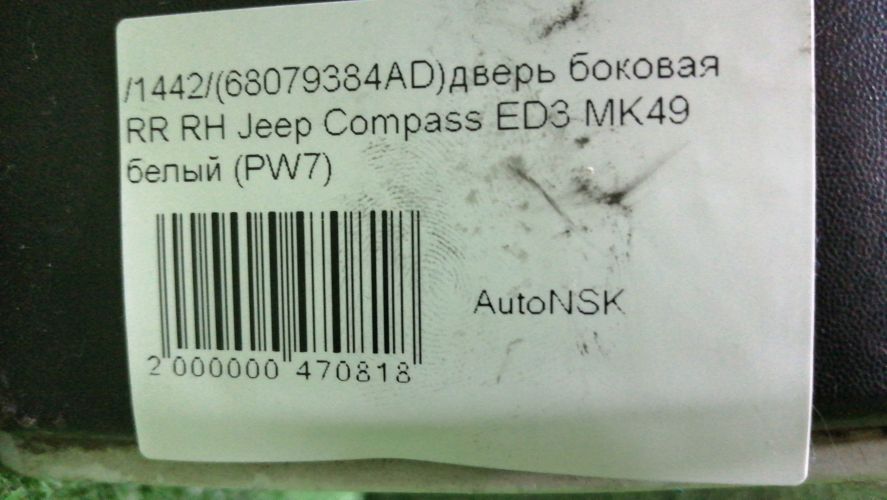 /1442/(68079384AD)дверь боковая
RR RH Jeep Compass ED3 MK49
белый (PW7)
AutoNSK
2 000000 470818